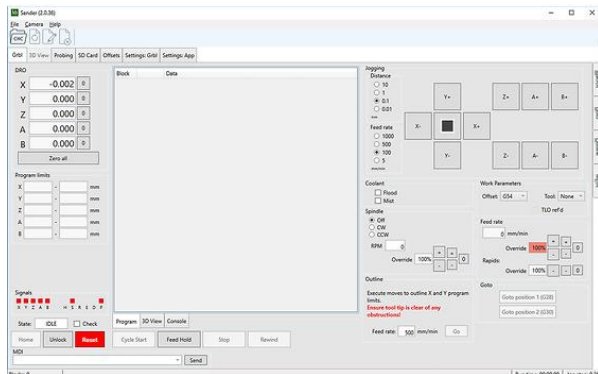 Sender (2.0.36)
File Camera Help
Grbl 3D View Probing SD Card Offsets Settings: Grbl Settings: App
DRO
X -0.002 0
Y 0.000 0
Z 0.000 0
A 0.000 0
B 0.000 0
Zero all
Program limits
X - mm
Y - mm
Z - mm
A - mm
B - mm
Signals
X Y Z A B H S R E D P
State: IDLE Check
Home Unlock Reset
MDI
Block Data
Program 3D View Console
Cycle Start Feed Hold Stop Rewind
Send
Jogging
Distance
10
1
0.1
0.01
mm
Feed rate
1000
500
100
5
mm/min
Y+ Z+ A+ B+
X- X+
Y- Z- A- B-
Coolant
Flood
Mist
Spindle
Off
CW
CCW
RPM 0
Override 100% + + 0
- -
Outline
Execute moves to outline X and Y program
limits.
Ensure tool tip is clear of any
obstructions!
Feed rate: 500 mm/min Go
Work Parameters
Offset G54 Tool None
TLO refd
Feed rate
0 mm/min
Override 100% + + 0
- -
Rapids:
Override 100% - - 0
Goto
Goto position 1 (G28)
Goto position 2 (G30)